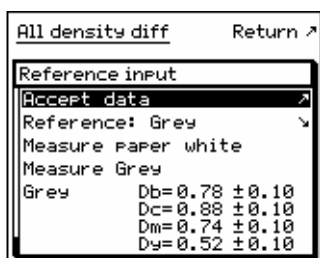 All density diff Return ↗
Reference input
Accept data ↗
Reference: Grey ↘
Measure paper white
Measure Grey
Grey Db=0.78 ±0.10
Dc=0.88 ±0.10
Dm=0.74 ±0.10
Dy=0.52 ±0.10